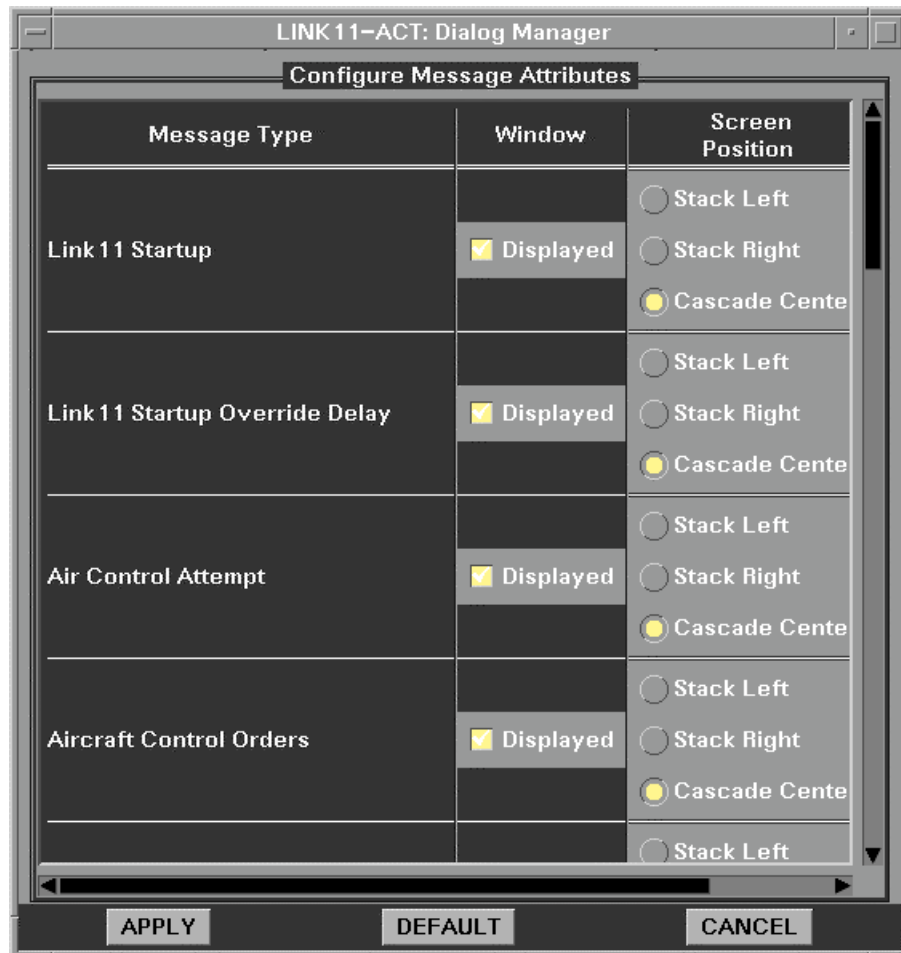 LINK11-ACT: Dialog Manager
Configure Message Attributes
Message Type
Window
Screen
Position
Link11 Startup
Displayed
Stack Left
Stack Right
Cascade Cente
Link11 Startup Override Delay
Displayed
Stack Left
Stack Right
Cascade Cente
Air Control Attempt
Displayed
Stack Left
Stack Right
Cascade Cente
Aircraft Control Orders
Displayed
Stack Left
Stack Right
Cascade Cente
Stack Left
APPLY
DEFAULT
CANCEL